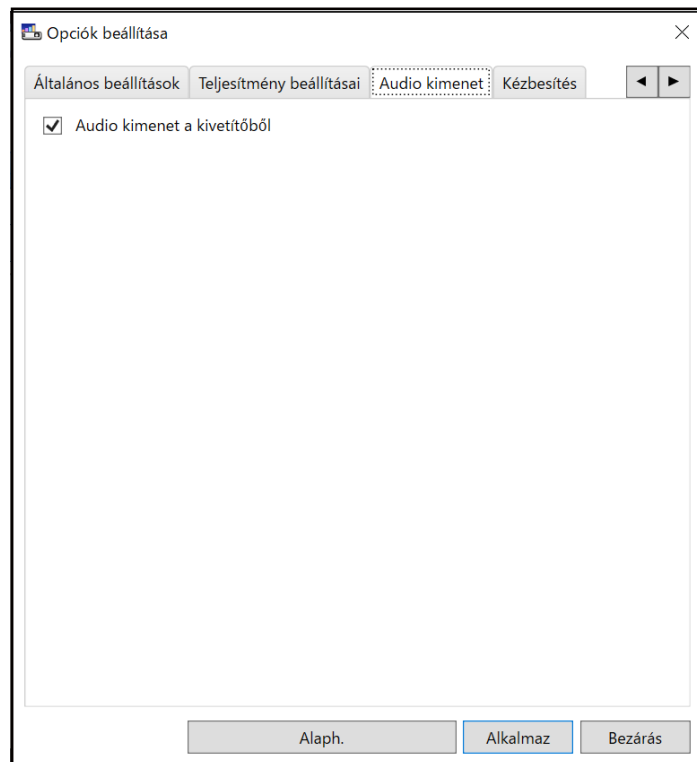 Opciók beállítása
Általános beállítások Teljesítmény beállításai Audio kimenet Kézbesítés
Audio kimenet a kivetítőből
Alaph. Alkalmaz Bezárás